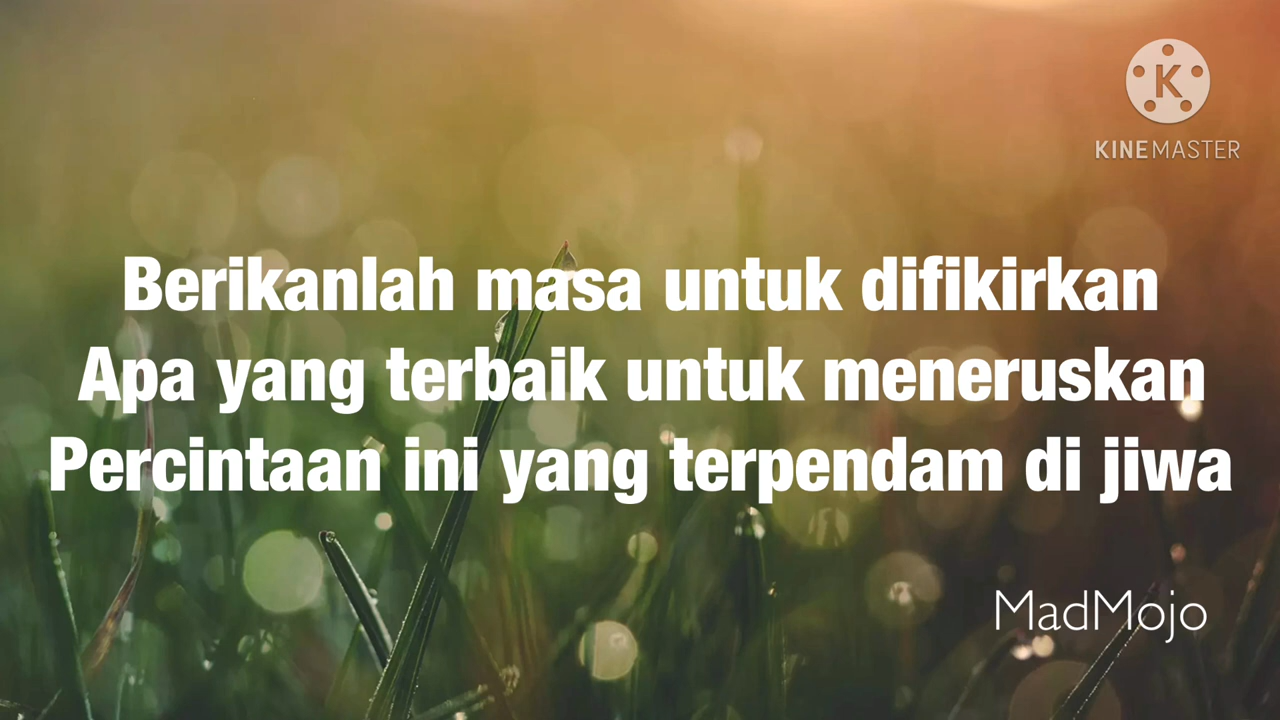 K
KINEMASTER
Berikanlah masa untuk difikirkan
Apa yang terbaik untuk meneruskan
Percintaan ini yang terpendam di jiwa
MadMojo